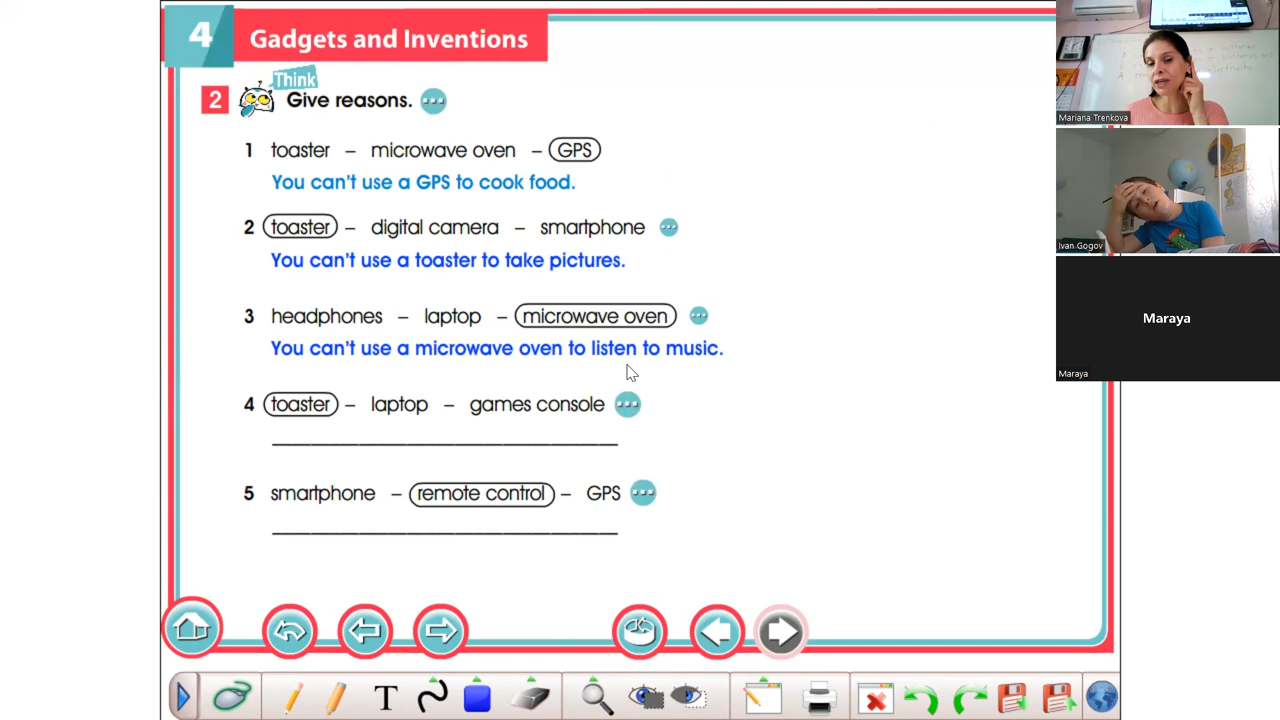 4 Gadgets and Inventions
Think
2 Give reasons.
1 toaster – microwave oven – GPS
You can't use a GPS to cook food.
2 toaster – digital camera – smartphone
You can't use a toaster to take pictures.
3 headphones – laptop – microwave oven
You can't use a microwave oven to listen to music.
4 toaster – laptop – games console
5 smartphone – remote control – GPS
T
Mariana Trenkova
Ivan Gogov
Maraya
Maraya